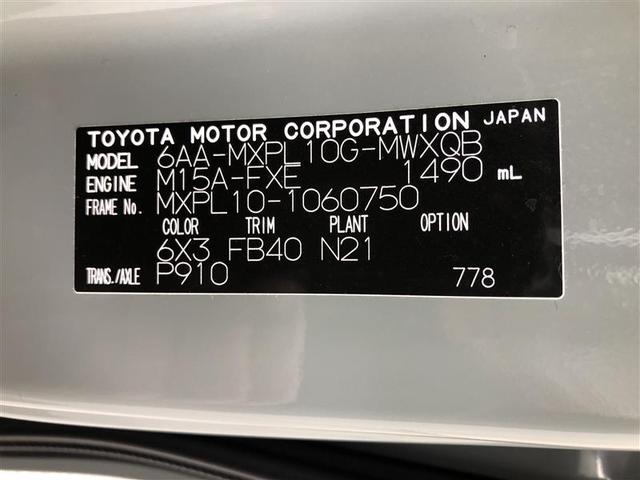 TOYOTA MOTOR CORPORATION JAPAN
MODEL 6AA-MXPL10G-MWXQB
ENGINE M15A-FXE 1490 mL
FRAME No. MXPL10-1060750
COLOR TRIM PLANT OPTION
6X3 FB40 N21
TRANS./AXLE P910 778